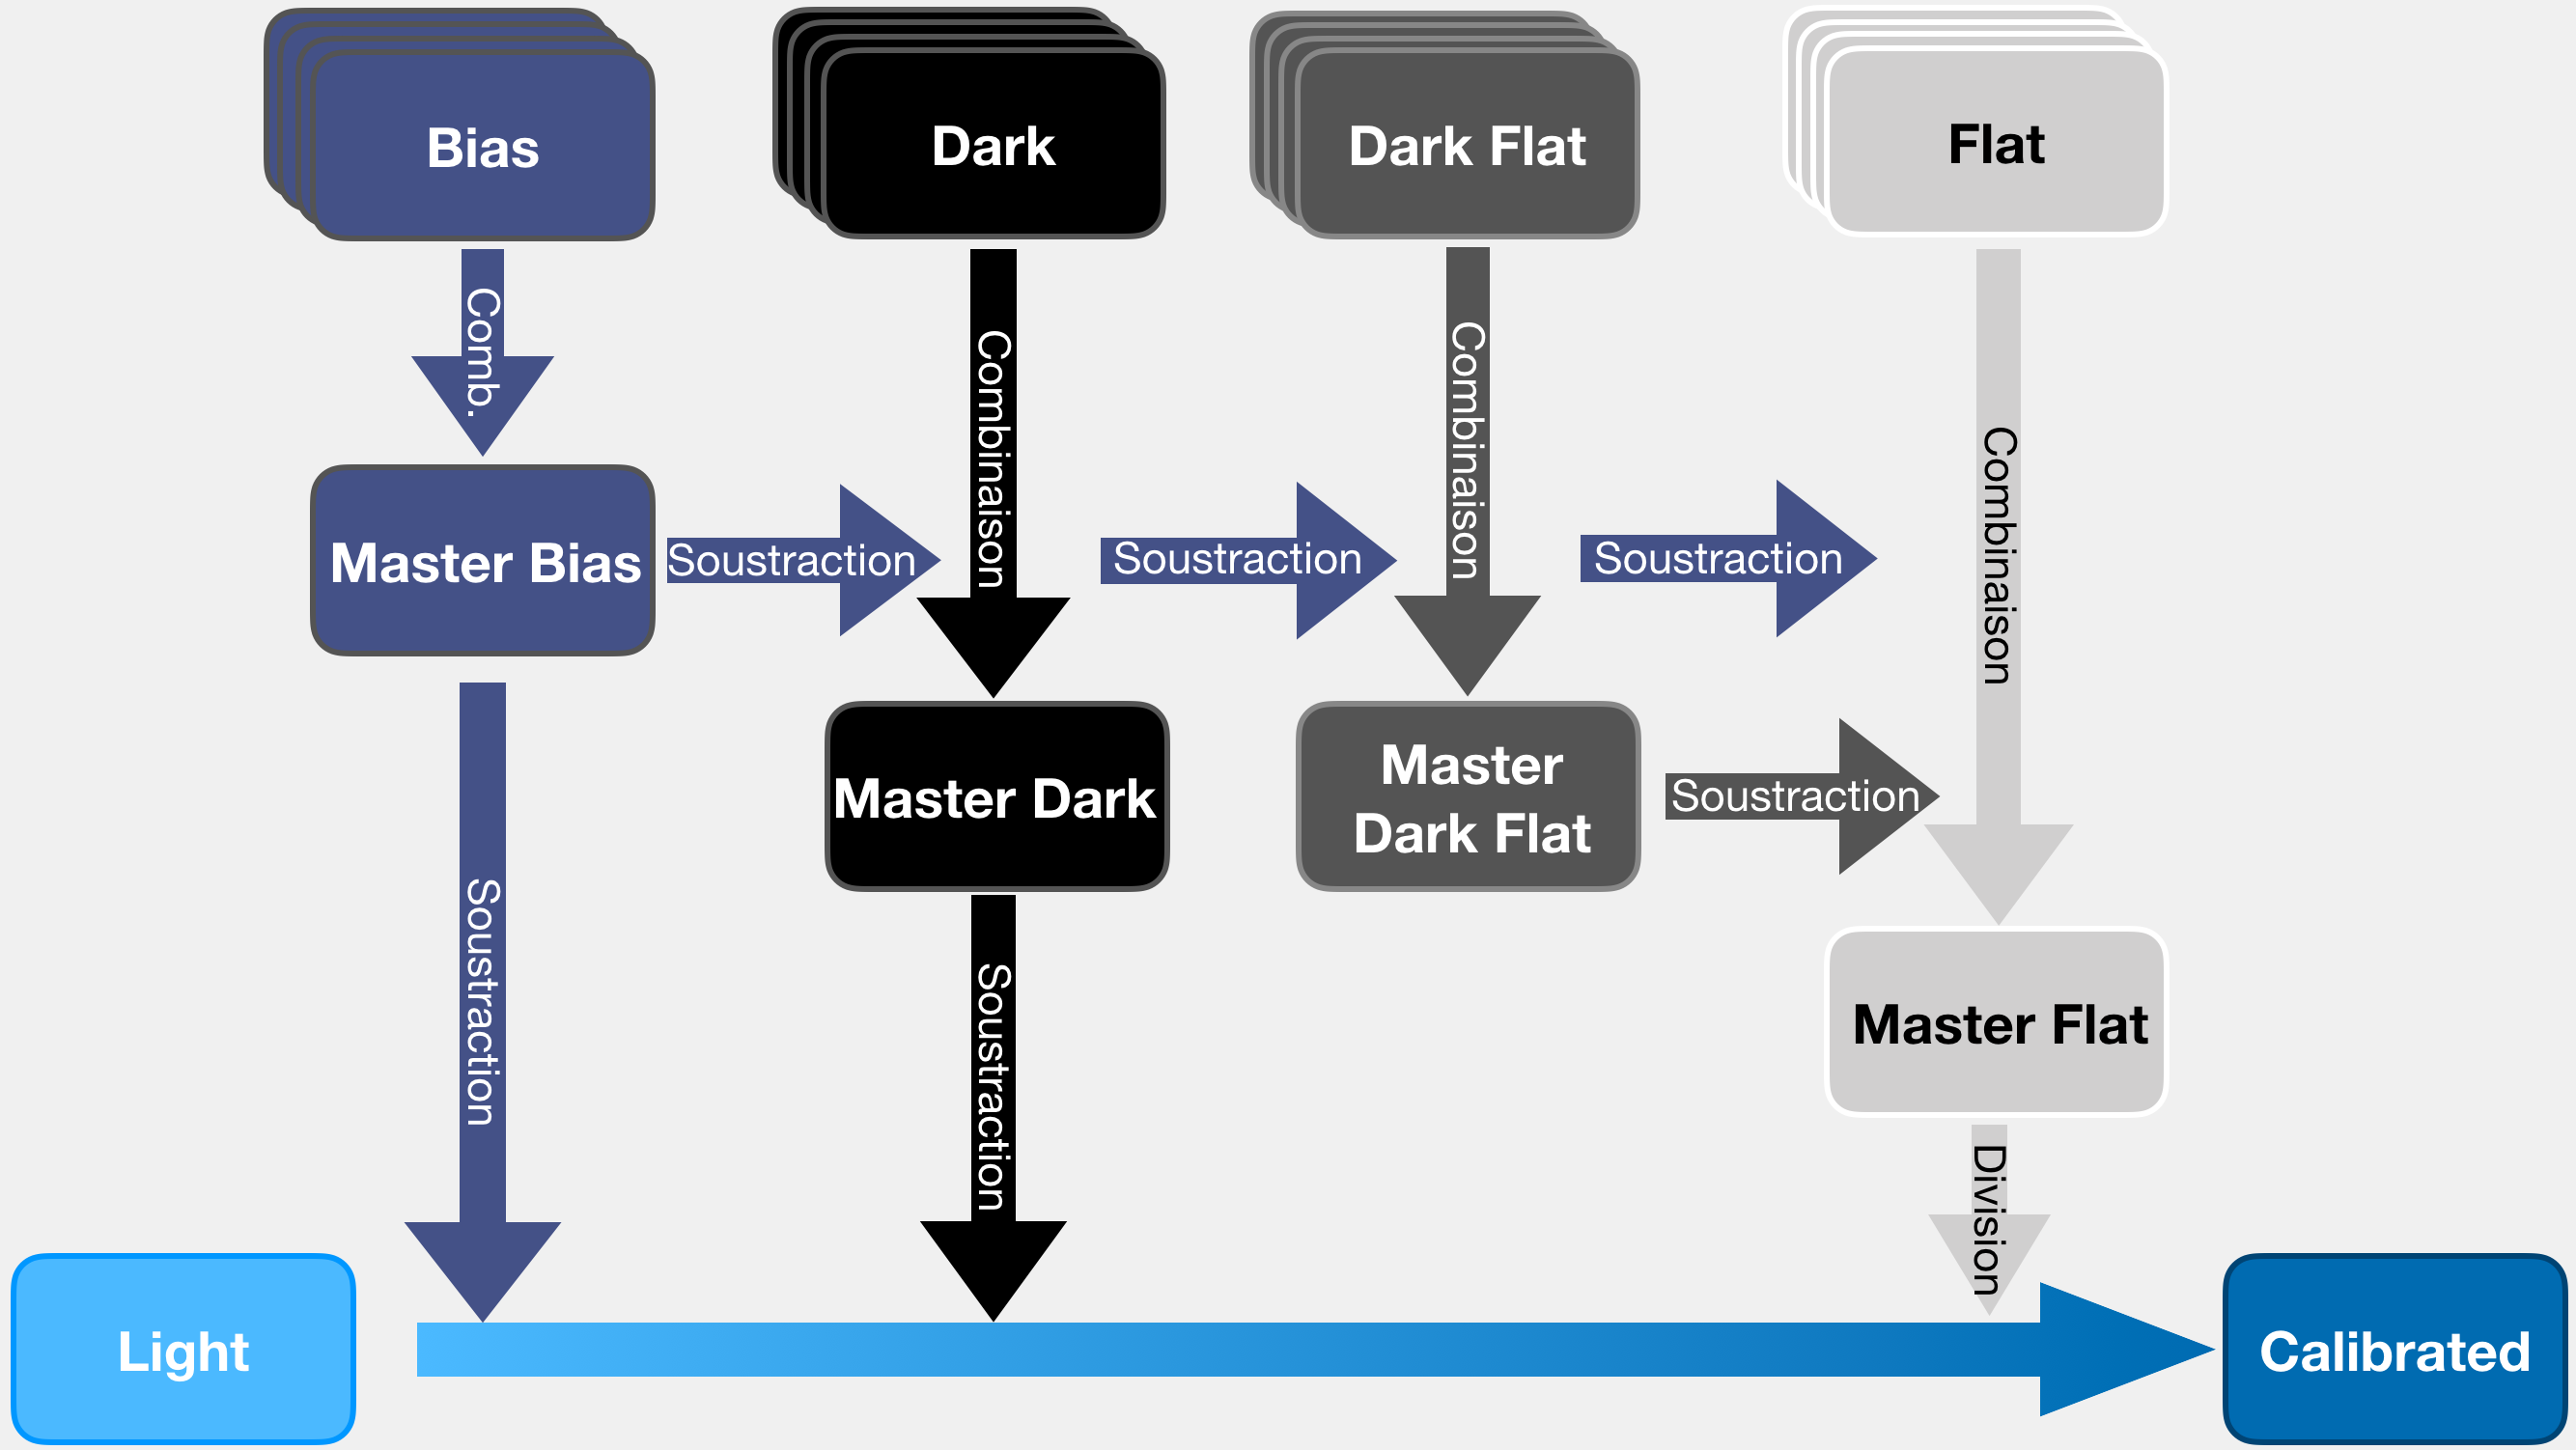 Bias
Dark
Dark Flat
Flat
Comb.
Combinaison
Combinaison
Combinaison
Master Bias
Soustraction
Soustraction
Soustraction
Master Dark
Master
Dark Flat
Soustraction
Soustraction
Soustraction
Master Flat
Division
Light
Calibrated